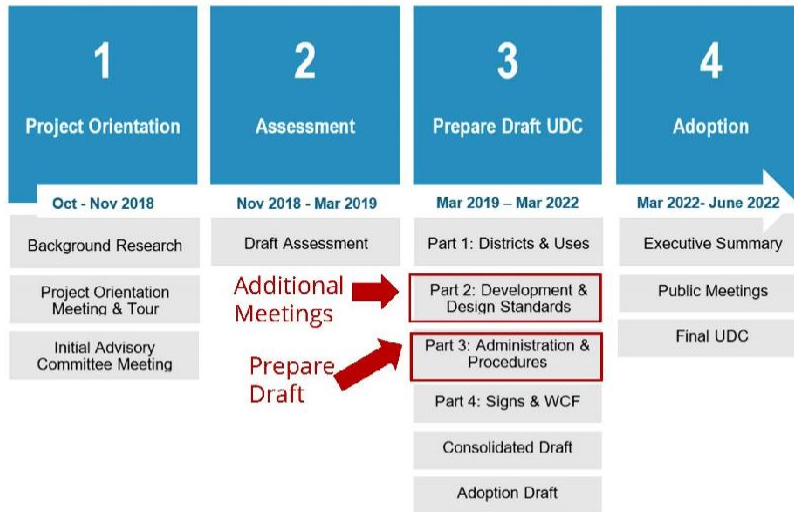 1
Project Orientation
Oct - Nov 2018
Background Research
Project Orientation
Meeting & Tour
Initial Advisory
Committee Meeting
2
Assessment
Nov 2018 - Mar 2019
Draft Assessment
Additional
Meetings
Prepare
Draft
3
Prepare Draft UDC
Mar 2019 – Mar 2022
Part 1: Districts & Uses
Part 2: Development &
Design Standards
Part 3: Administration &
Procedures
Part 4: Signs & WCF
Consolidated Draft
Adoption Draft
4
Adoption
Mar 2022- June 2022
Executive Summary
Public Meetings
Final UDC